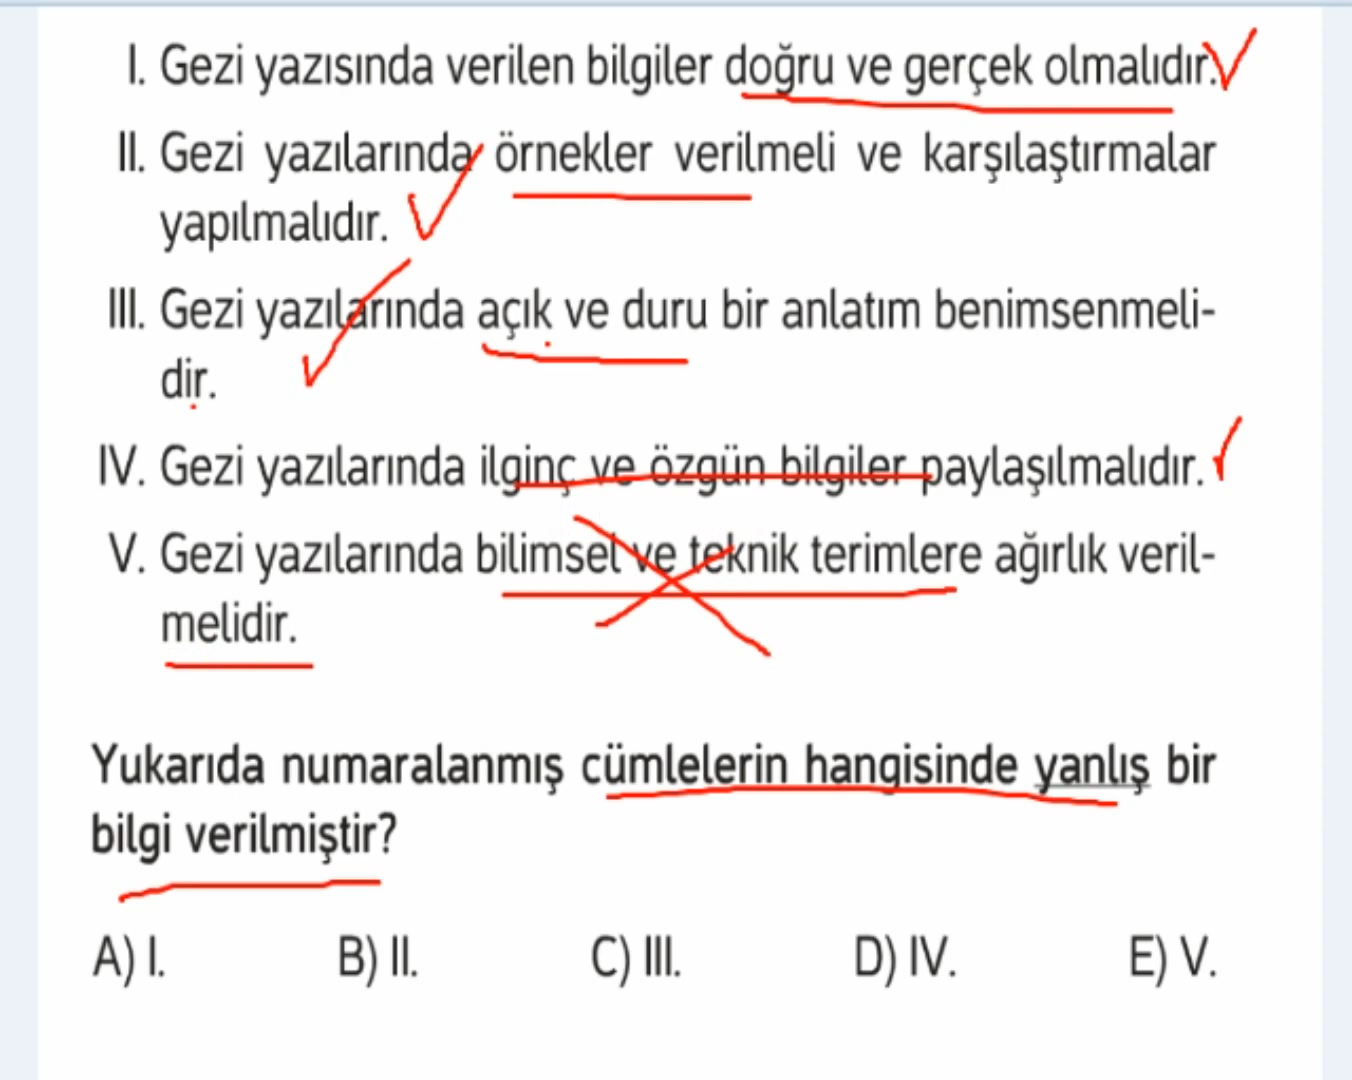 I. Gezi yazısında verilen bilgiler doğru ve gerçek olmalıdır.
II. Gezi yazılarında örnekler verilmeli ve karşılaştırmalar
yapılmalıdır.
III. Gezi yazılarında açık ve duru bir anlatım benimsenmeli-
dir.
IV. Gezi yazılarında ilginç ve özgün bilgiler paylaşılmalıdır.
V. Gezi yazılarında bilimsel ve teknik terimlere ağırlık veril-
melidir.
Yukarıda numaralanmış cümlelerin hangisinde yanlış bir
bilgi verilmiştir?
A) I. B) II. C) III. D) IV. E) V.